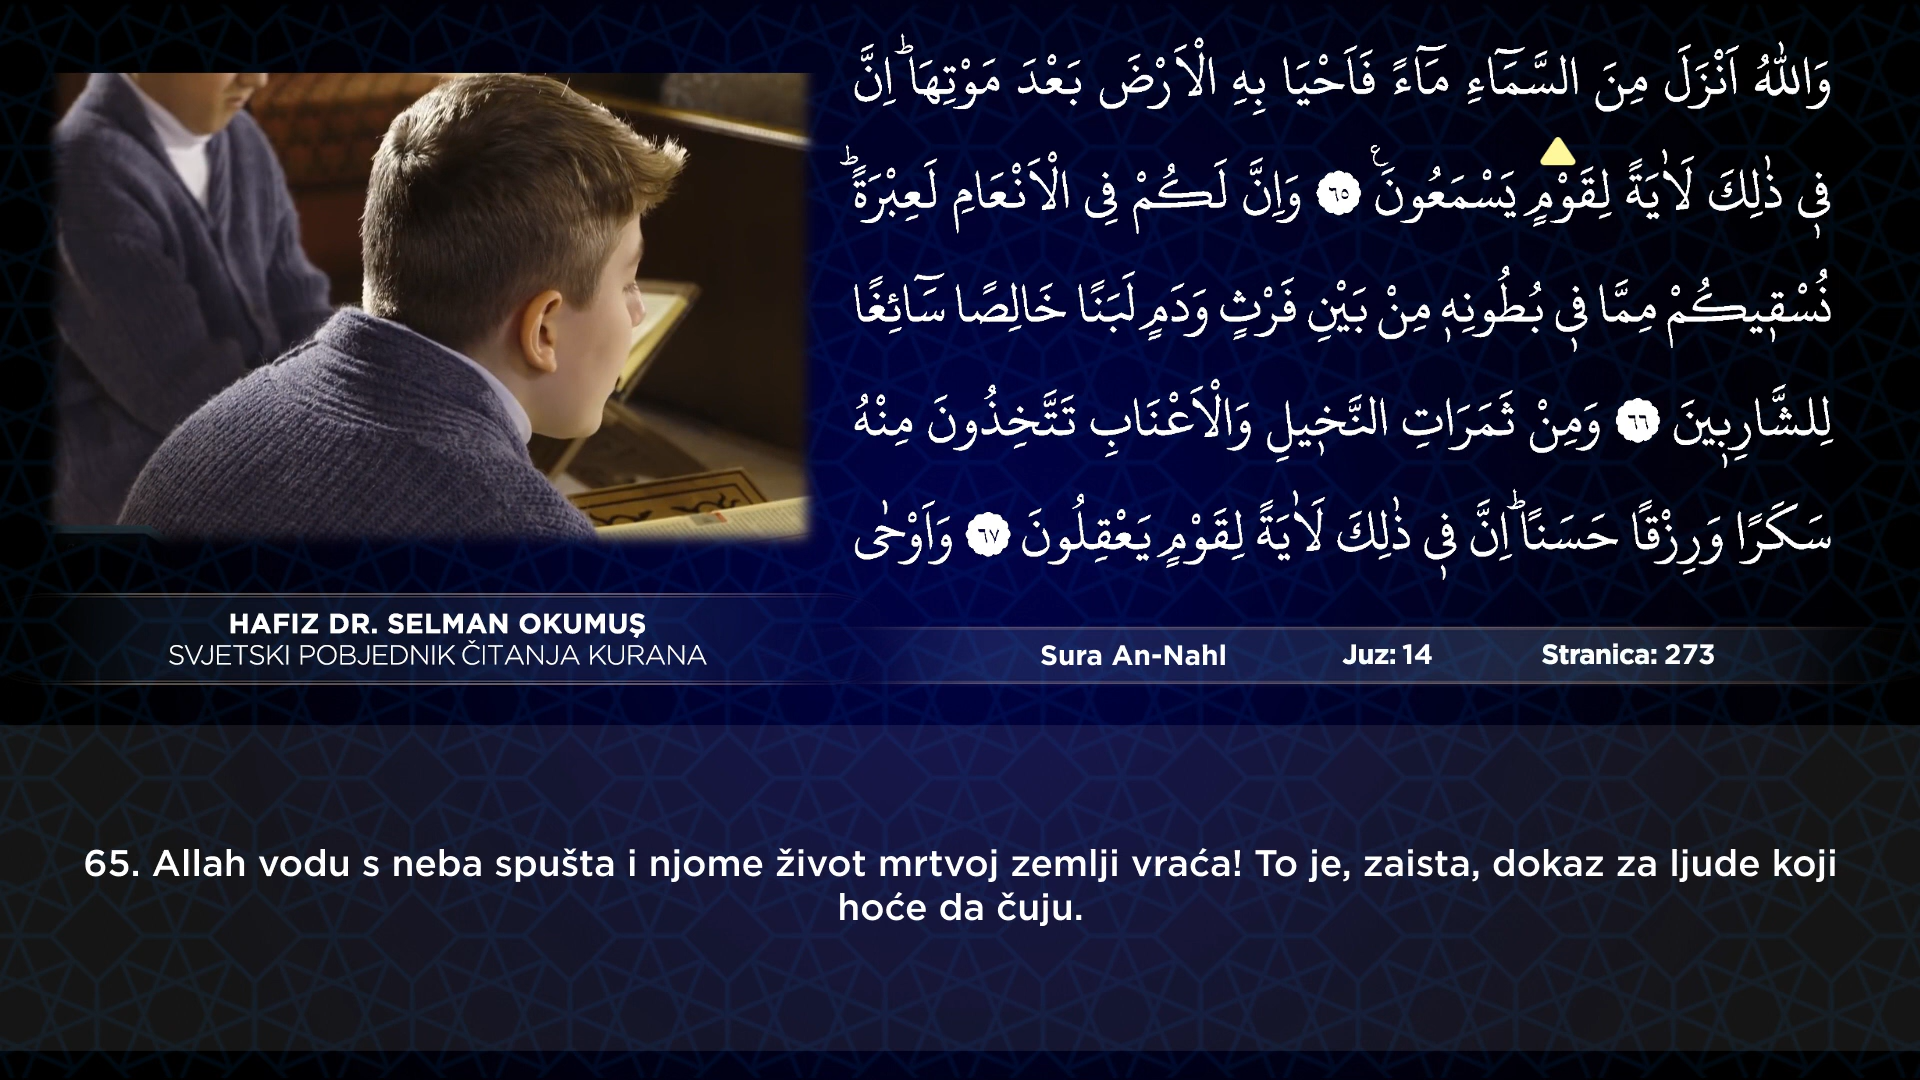 وَاللّٰهُ اَنْزَلَ مِنَ السَّمَٓاءِ مَٓاءً فَاَحْيَا بِهِ الْاَرْضَ بَعْدَ مَوْتِهَاۜ اِنَّ
ف۪ي ذٰلِكَ لَاٰيَةً لِقَوْمٍ يَسْمَعُونَ۟ ﴿٦٥﴾ وَاِنَّ لَكُمْ فِي الْاَنْعَامِ لَعِبْرَةًۜ
نُسْق۪يكُمْ مِمَّا ف۪ي بُطُونِه۪ مِنْ بَيْنِ فَرْثٍ وَدَمٍ لَبَنًا خَالِصًا سَٓائِغًا
لِلشَّارِب۪ينَ ﴿٦٦﴾ وَمِنْ ثَمَرَاتِ النَّخ۪يلِ وَالْاَعْنَابِ تَتَّخِذُونَ مِنْهُ
سَكَرًا وَرِزْقًا حَسَنًاۜ اِنَّ ف۪ي ذٰلِكَ لَاٰيَةً لِقَوْمٍ يَعْقِلُونَ ﴿٦٧﴾ وَاَوْحٰى
HAFIZ DR. SELMAN OKUMUŞ
SVJETSKI POBJEDNIK ČITANJA KURANA
Sura An-Nahl Juz: 14 Stranica: 273
65. Allah vodu s neba spušta i njome život mrtvoj zemlji vraća! To je, zaista, dokaz za ljude koji
hoće da čuju.